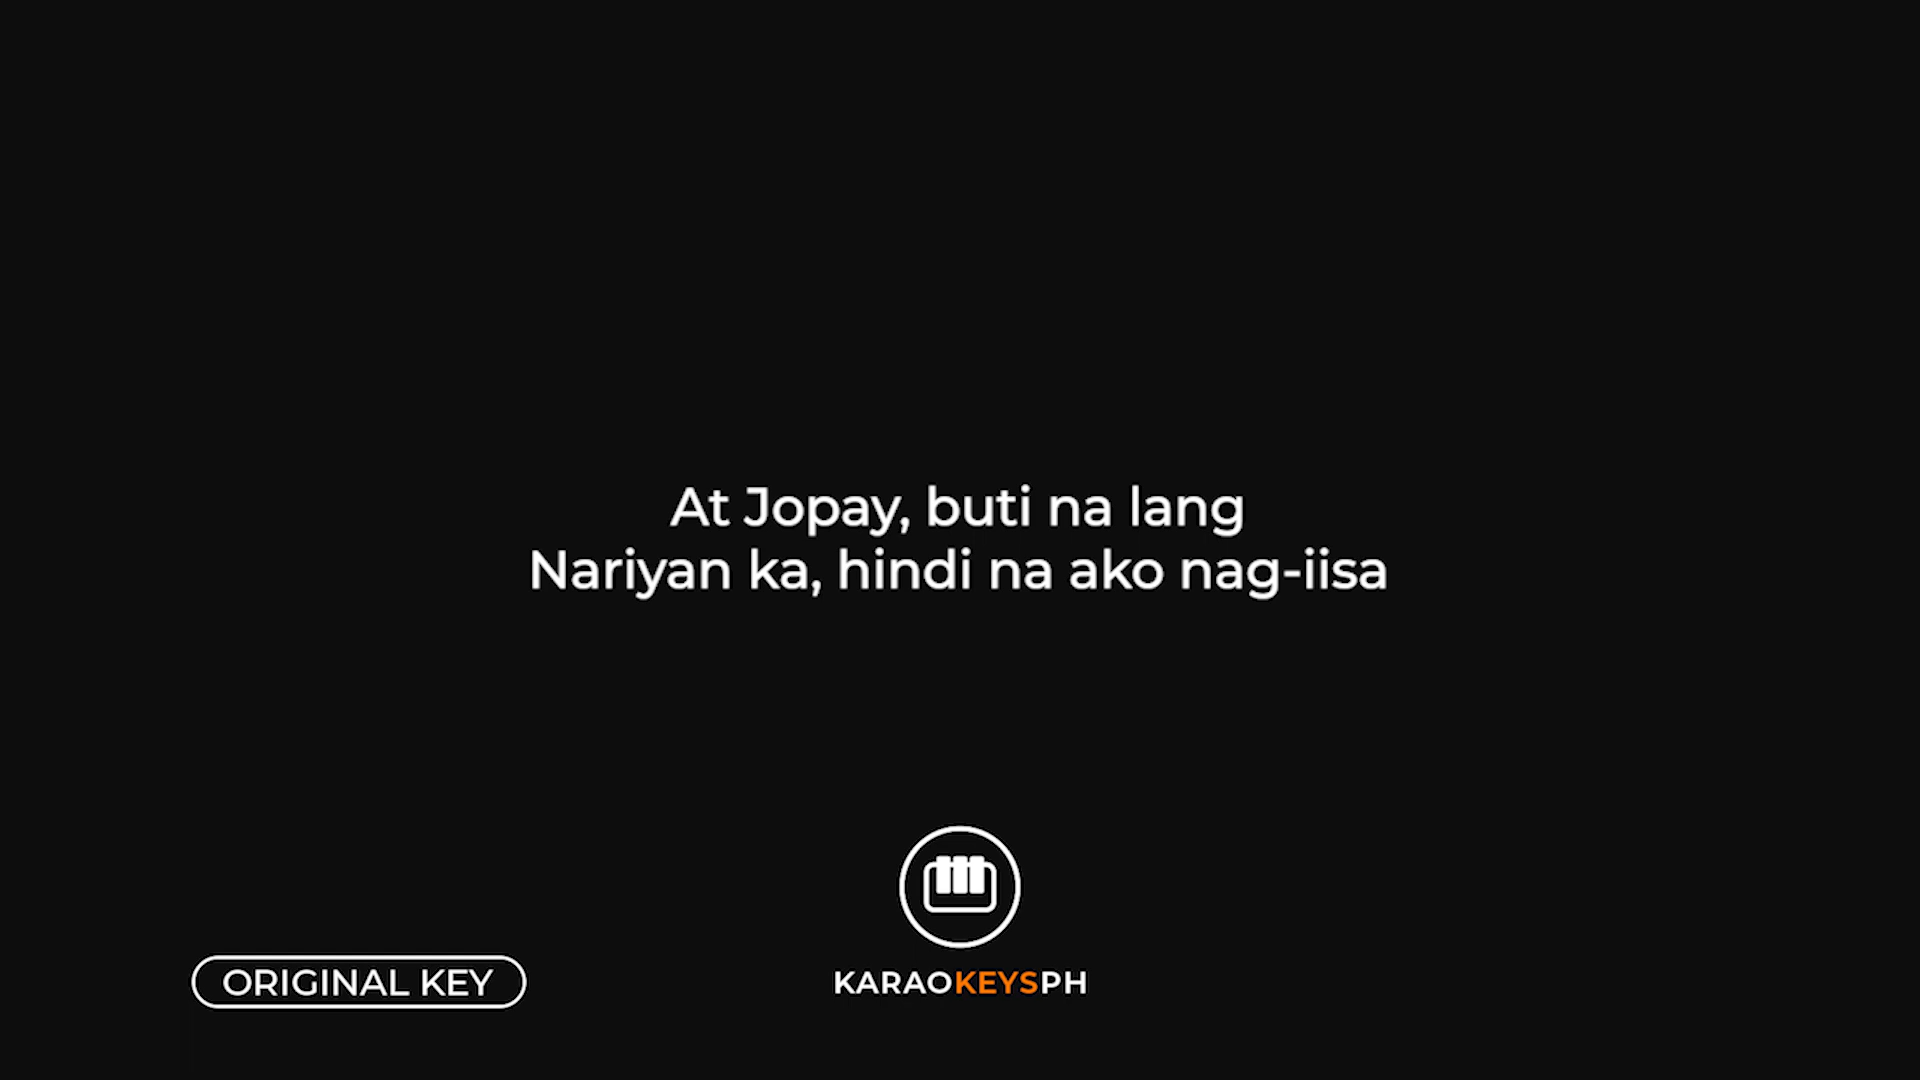 At Jopay, buti na lang
Nariyan ka, hindi na ako nag-iisa
ORIGINAL KEY
KARAOKEYSPH